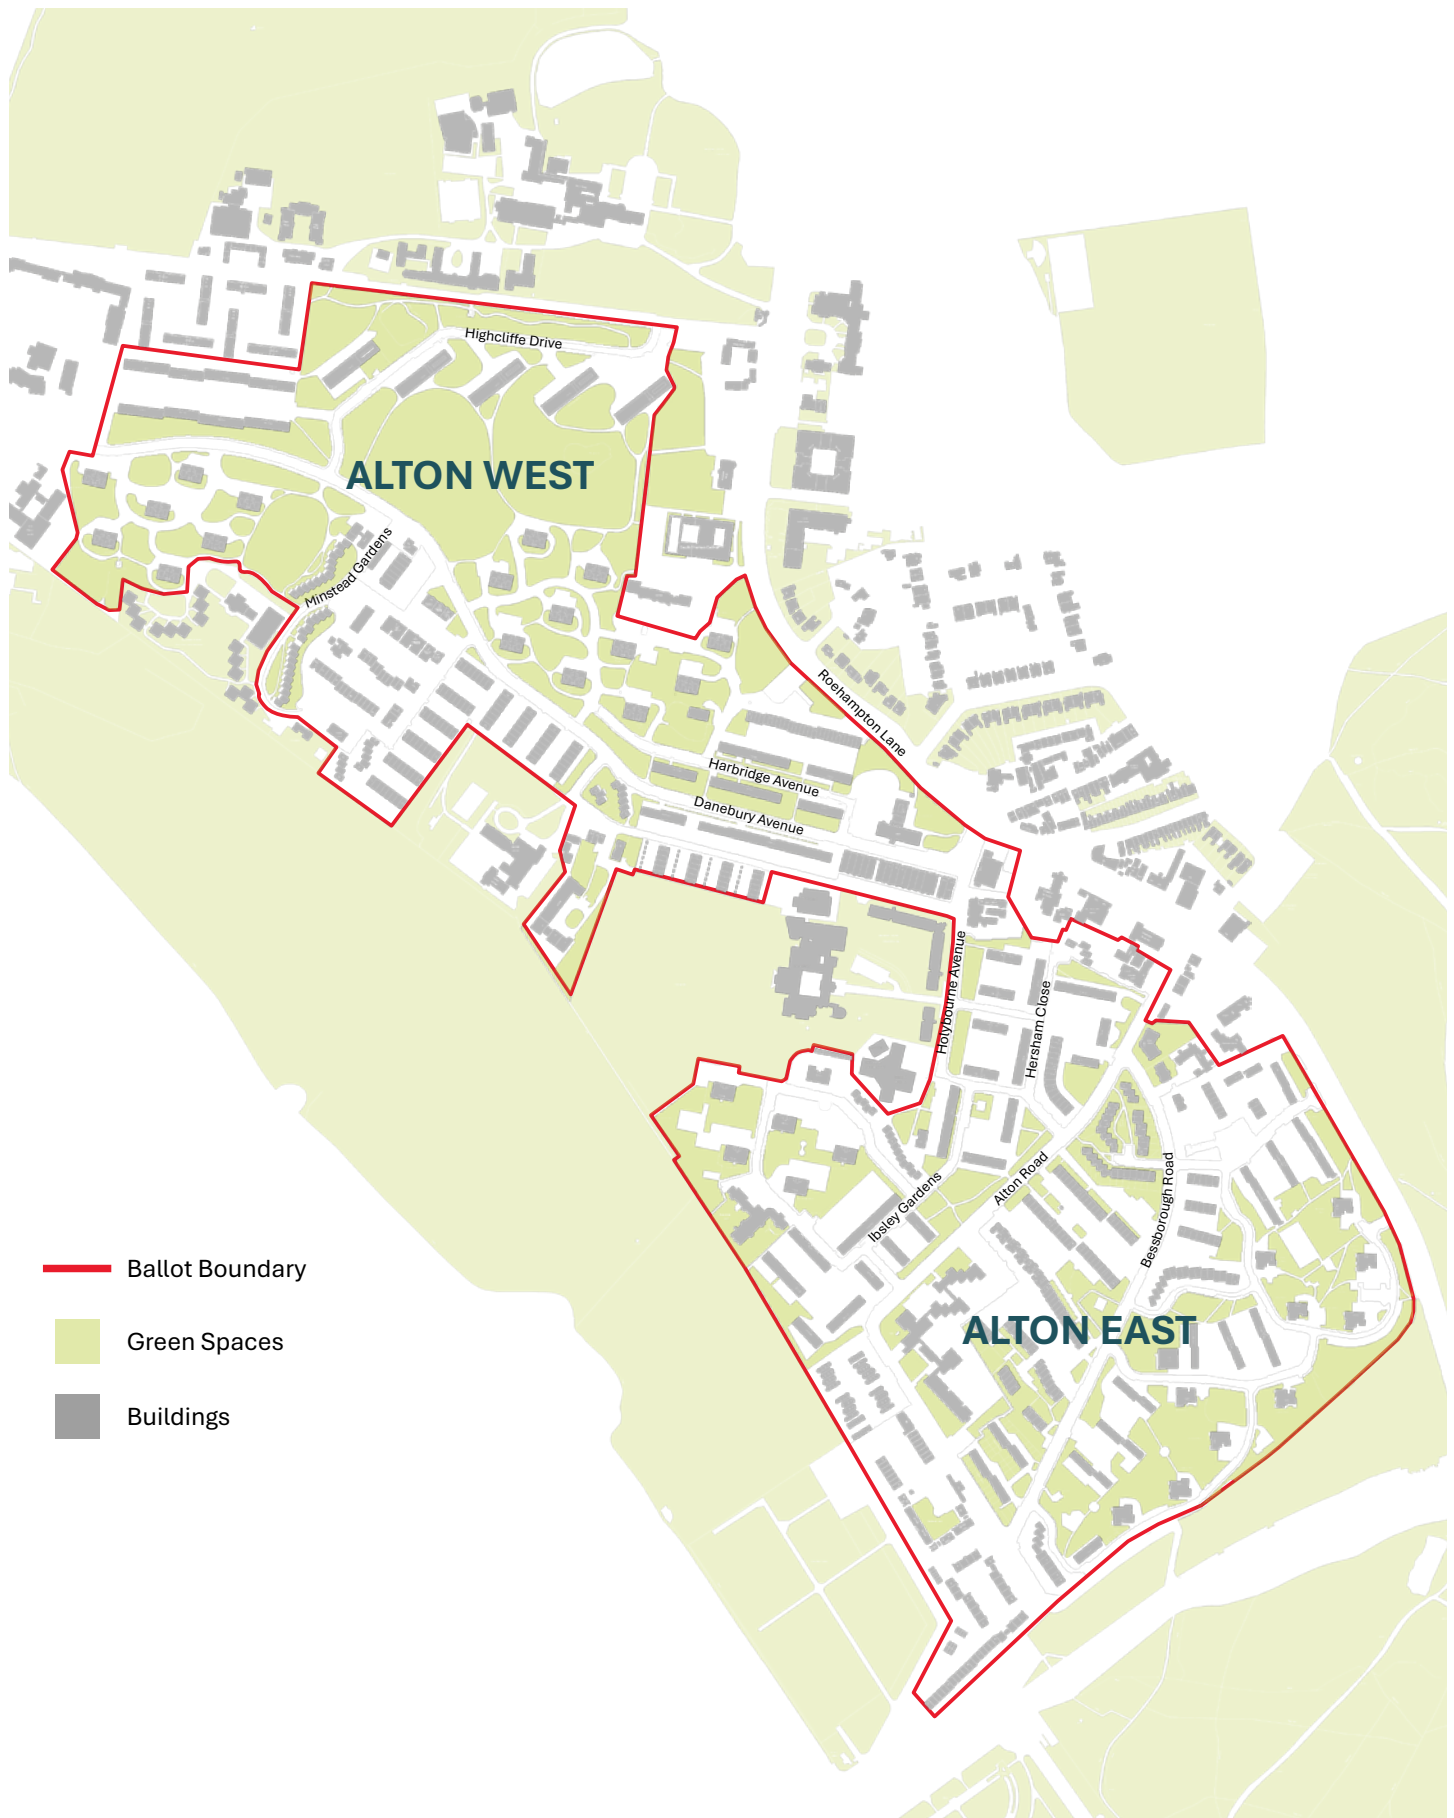 Highcliffe Drive
ALTON WEST
Minstead Gardens
Roehampton Lane
Harbridge Avenue
Danebury Avenue
Holybourne Avenue
Hersham Close
Alton Road
Ibsley Gardens
Bessborough Road
Ballot Boundary
Green Spaces
Buildings
ALTON EAST